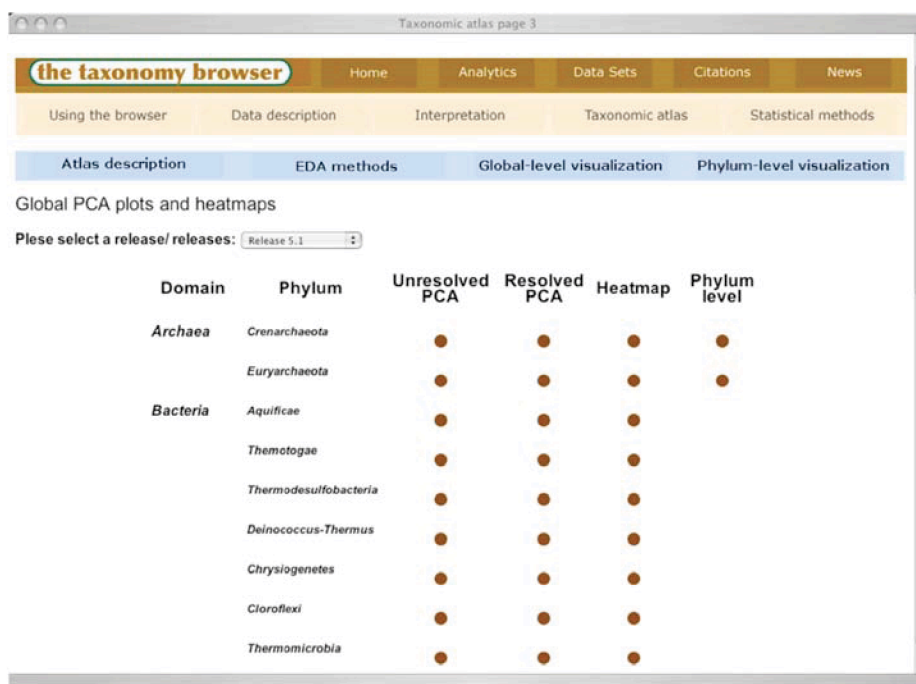 Taxonomic atlas page 3
the taxonomy browser Home Analytics Data Sets Citations News
Using the browser Data description Interpretation Taxonomic atlas Statistical methods
Atlas description EDA methods Global-level visualization Phylum-level visualization
Global PCA plots and heatmaps
Plese select a release/ releases: Release 5.1
Domain Phylum Unresolved PCA Resolved PCA Heatmap Phylum level
Archaea Crenarchaeota
Euryarchaeota
Bacteria Aquificae
Themotogae
Thermodesulfobacteria
Deinococcus-Thermus
Chrysiogenetes
Cloroflexi
Thermomicrobia